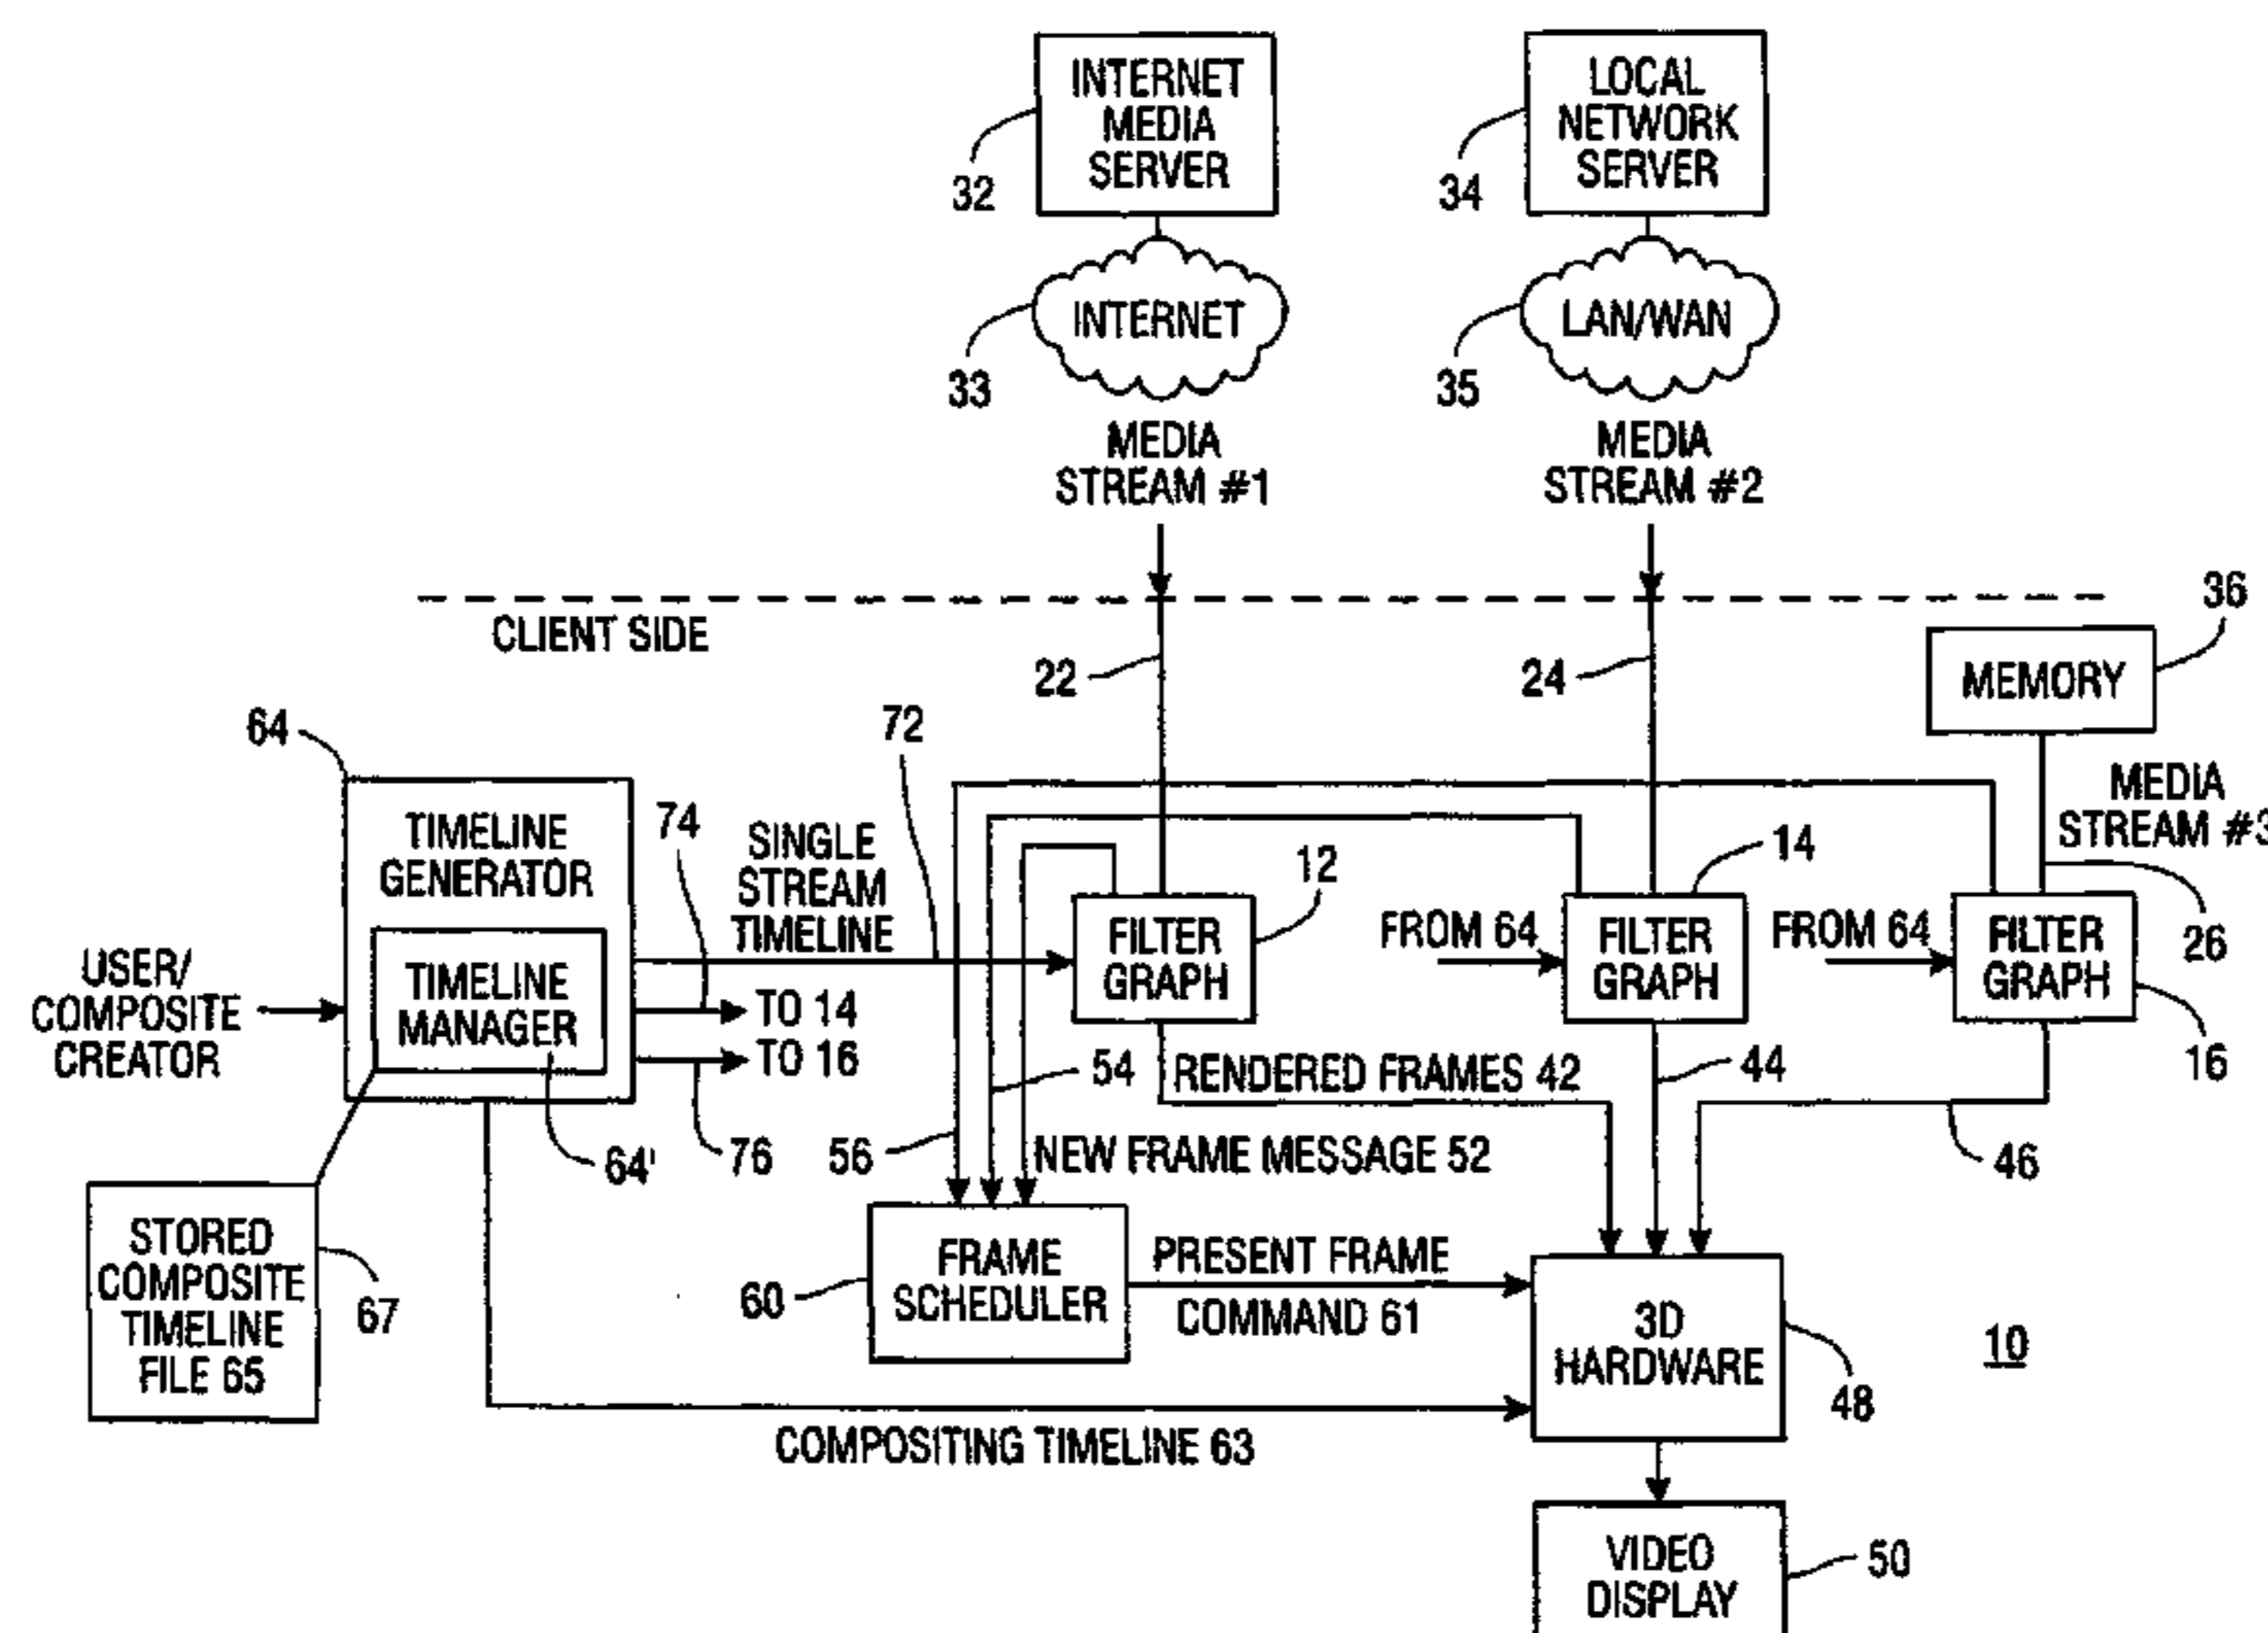 INTERNET
MEDIA
SERVER
32
LOCAL
NETWORK
SERVER
34
INTERNET
33
LAN/WAN
35
MEDIA
STREAM #1
MEDIA
STREAM #2
CLIENT SIDE
22
24
36
MEMORY
64
72
MEDIA
STREAM #3
TIMELINE
GENERATOR
74
SINGLE
STREAM
TIMELINE
12
14
26
USER/
COMPOSITE
CREATOR
TIMELINE
MANAGER
64'
TO 14
TO 16
76
FILTER
GRAPH
FROM 64
FILTER
GRAPH
FROM 64
FILTER
GRAPH
16
54
RENDERED FRAMES 42
44
56
NEW FRAME MESSAGE 52
46
STORED
COMPOSITE
TIMELINE
FILE 65
67
60
FRAME
SCHEDULER
PRESENT FRAME
COMMAND 61
3D
HARDWARE
48
10
COMPOSITING TIMELINE 63
VIDEO
DISPLAY
50